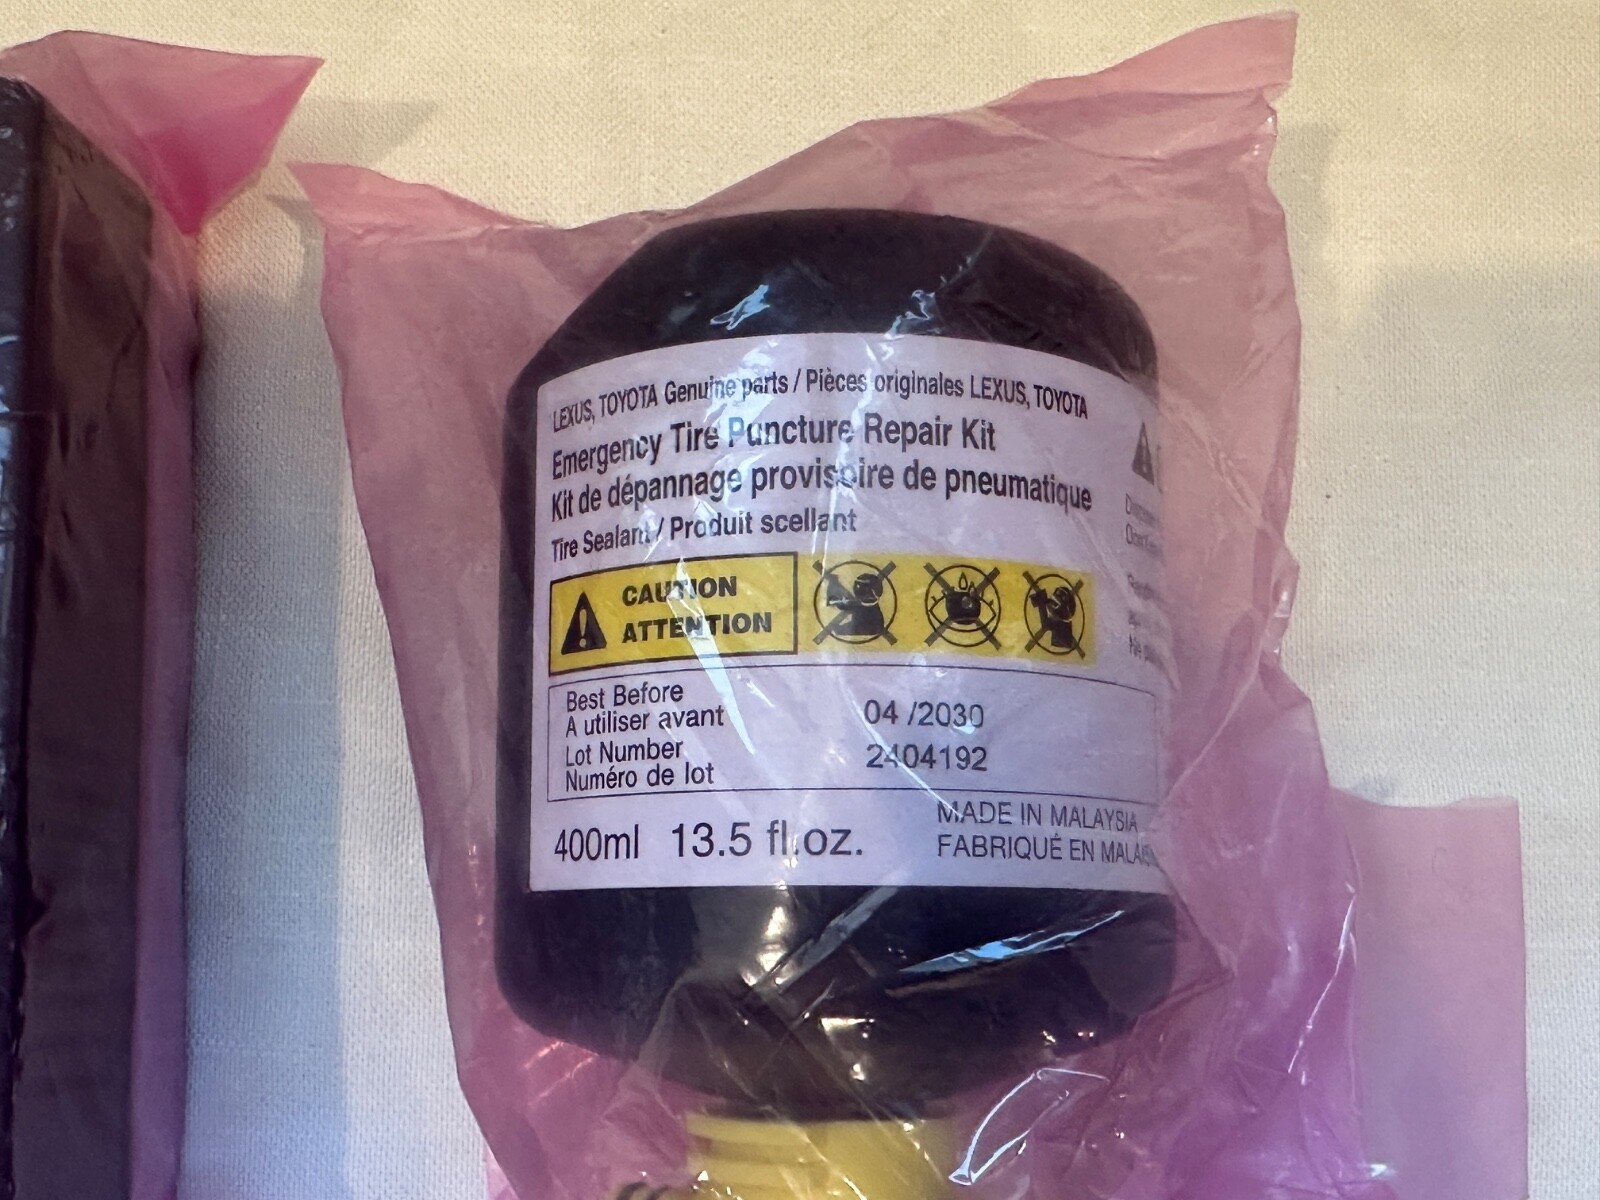 LEXUS, TOYOTA Genuine parts / Pièces originales LEXUS, TOYOTA
Emergency Tire Puncture Repair Kit
Kit de dépannage provisoire de pneumatique
Tire Sealant / Produit scellant
CAUTION
ATTENTION
Best Before
A utiliser avant
04 /2030
Lot Number
Numéro de lot
2404192
400ml 13.5 fl.oz.
MADE IN MALAYSIA
FABRIQUÉ EN